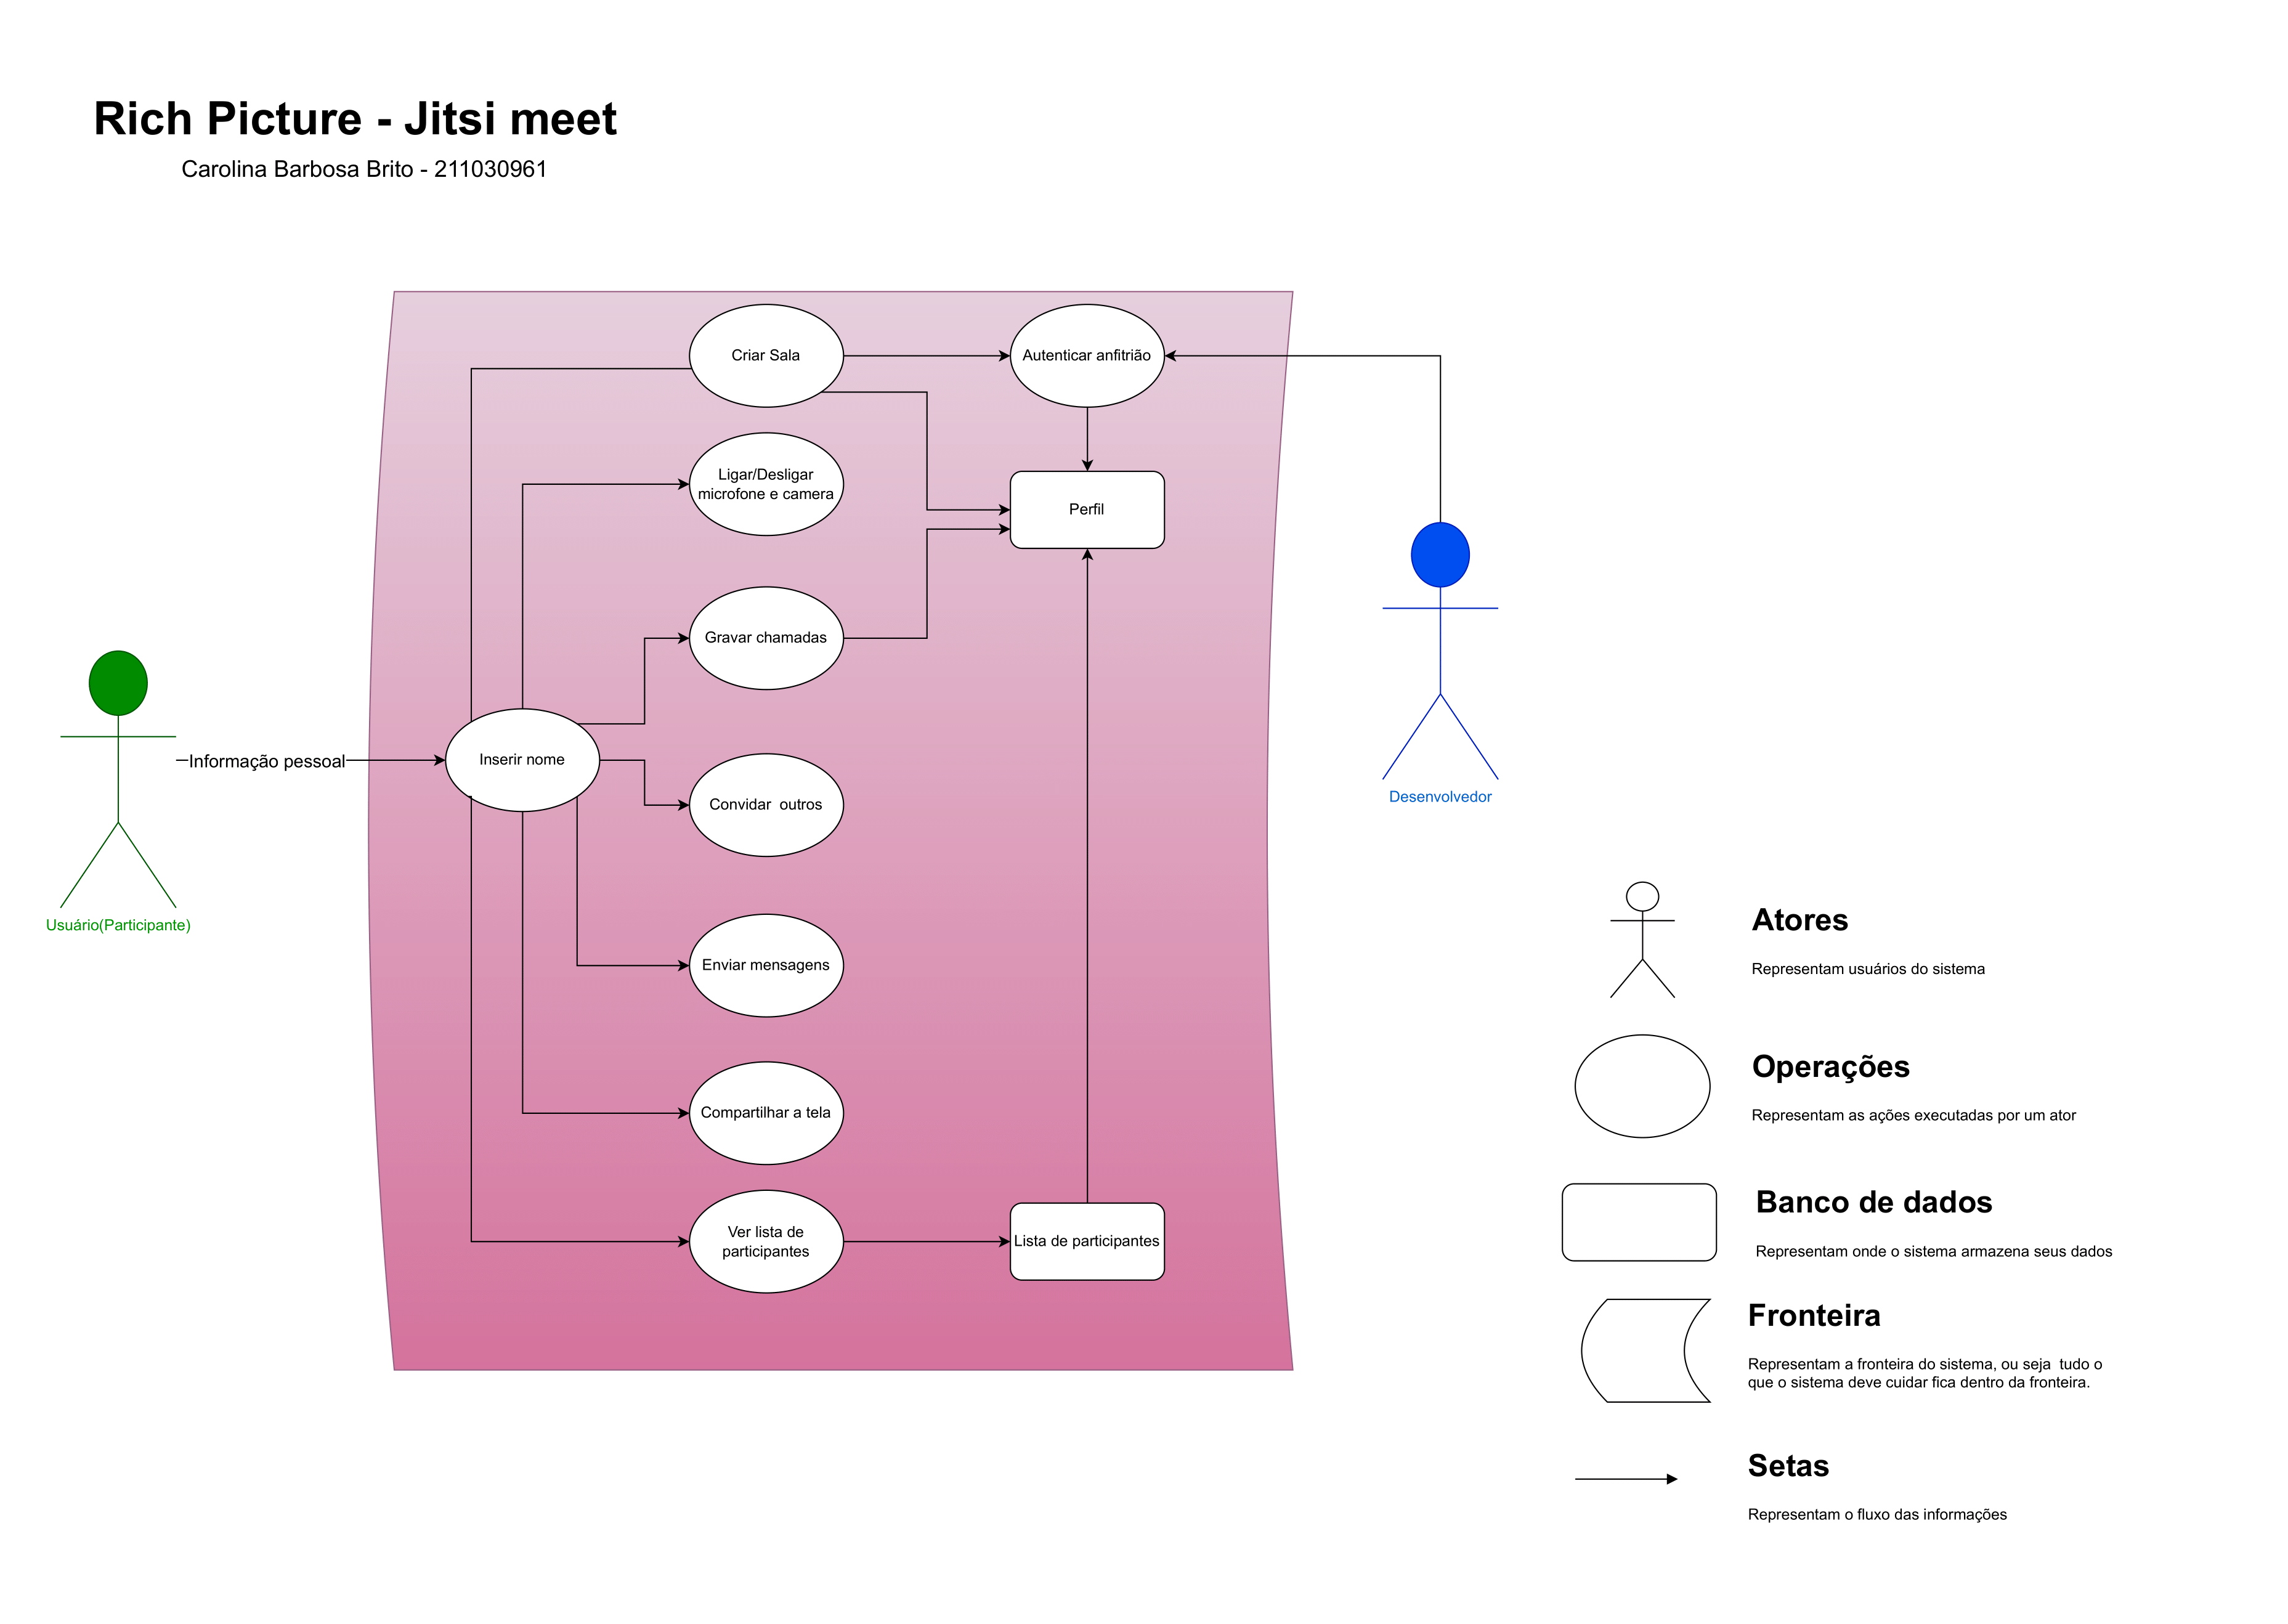 Rich Picture - Jitsi meet
Carolina Barbosa Brito - 211030961
Criar Sala
Autenticar anfitrião
Ligar/Desligar
microfone e camera
Perfil
Gravar chamadas
Informação pessoal
Inserir nome
Convidar  outros
Desenvolvedor
Usuário(Participante)
Enviar mensagens
Compartilhar a tela
Ver lista de
participantes
Lista de participantes
Atores
Representam usuários do sistema
Operações
Representam as ações executadas por um ator
Banco de dados
Representam onde o sistema armazena seus dados
Fronteira
Representam a fronteira do sistema, ou seja  tudo o
que o sistema deve cuidar fica dentro da fronteira.
Setas
Representam o fluxo das informações